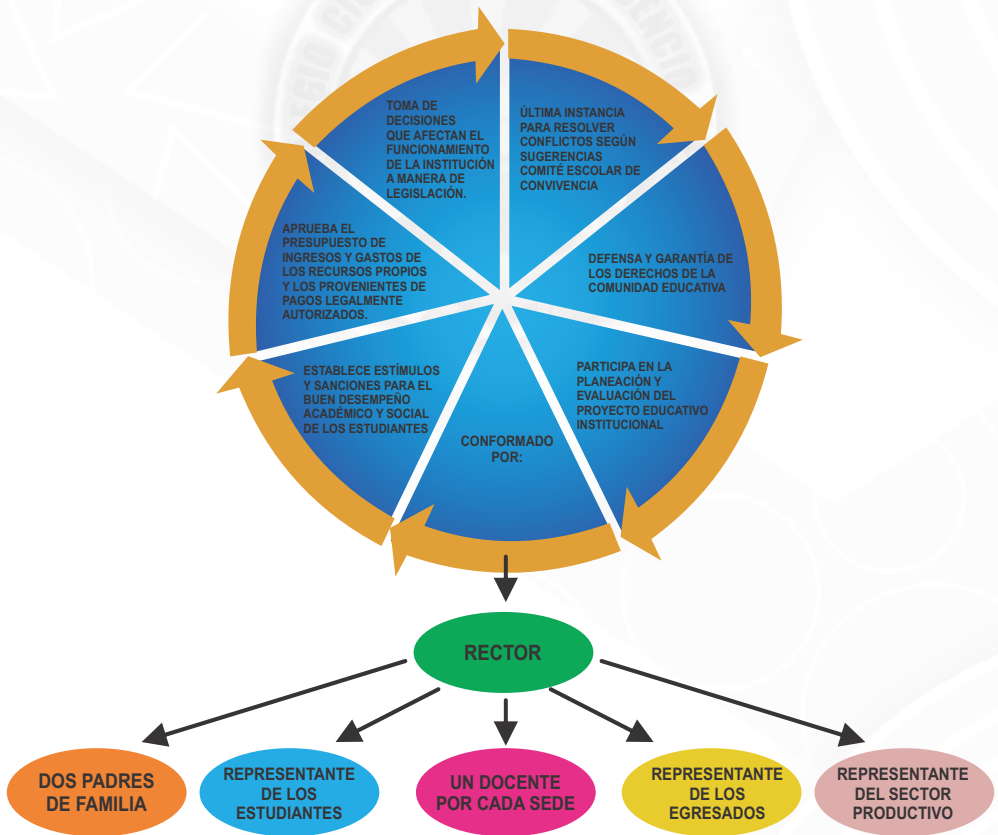 TOMA DE
DECISIONES
QUE AFECTAN EL
FUNCIONAMIENTO
DE LA INSTITUCIÓN
A MANERA DE
LEGISLACIÓN.
ÚLTIMA INSTANCIA
PARA RESOLVER
CONFLICTOS SEGÚN
SUGERENCIAS
COMITÉ ESCOLAR DE
CONVIVENCIA
DEFENSA Y GARANTÍA DE
LOS DERECHOS DE LA
COMUNIDAD EDUCATIVA
PARTICIPA EN LA
PLANEACIÓN Y
EVALUACIÓN DEL
PROYECTO EDUCATIVO
INSTITUCIONAL
CONFORMADO
POR:
ESTABLECE ESTÍMULOS
Y SANCIONES PARA EL
BUEN DESEMPEÑO
ACADÉMICO Y SOCIAL
DE LOS ESTUDIANTES
APRUEBA EL
PRESUPUESTO DE
INGRESOS Y GASTOS DE
LOS RECURSOS PROPIOS
Y LOS PROVENIENTES DE
PAGOS LEGALMENTE
AUTORIZADOS.
RECTOR
DOS PADRES
DE FAMILIA
REPRESENTANTE
DE LOS
ESTUDIANTES
UN DOCENTE
POR CADA SEDE
REPRESENTANTE
DE LOS
EGRESADOS
REPRESENTANTE
DEL SECTOR
PRODUCTIVO